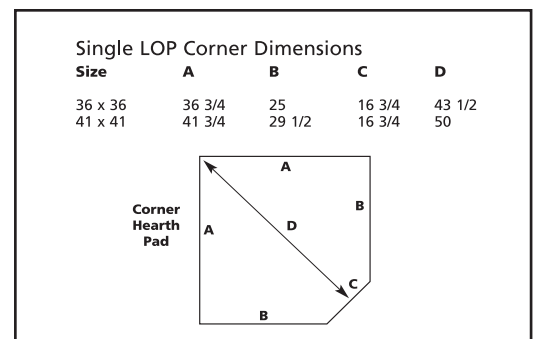 Single LOP Corner Dimensions
Size A B C D
36 x 36 36 3/4 25 16 3/4 43 1/2
41 x 41 41 3/4 29 1/2 16 3/4 50
A
Corner
Hearth
Pad
A
D
B
C
B